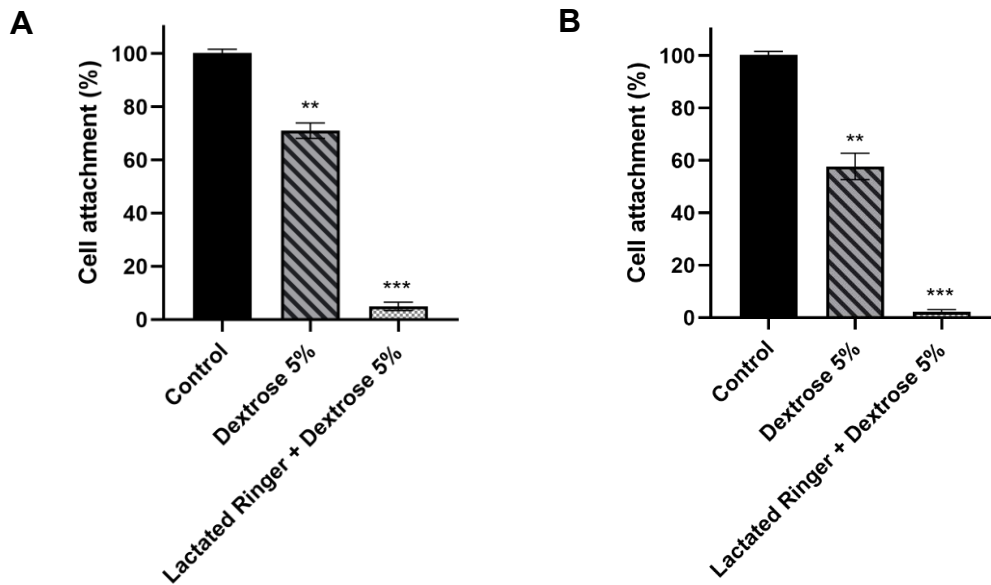 A
Cell attachment (%)
100
80
60
40
20
0
**
***
Control
Dextrose 5%
Lactated Ringer + Dextrose 5%
B
Cell attachment (%)
100
80
60
40
20
0
**
***
Control
Dextrose 5%
Lactated Ringer + Dextrose 5%